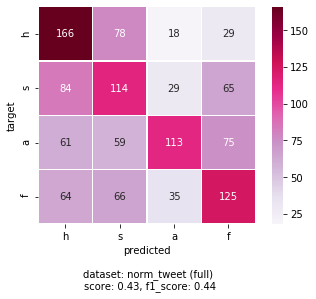 h 166 78 18 29
s 84 114 29 65
a 61 59 113 75
f 64 66 35 125
h s a f
target
predicted
150
125
100
75
50
25
dataset: norm_tweet (full)
score: 0.43, f1_score: 0.44